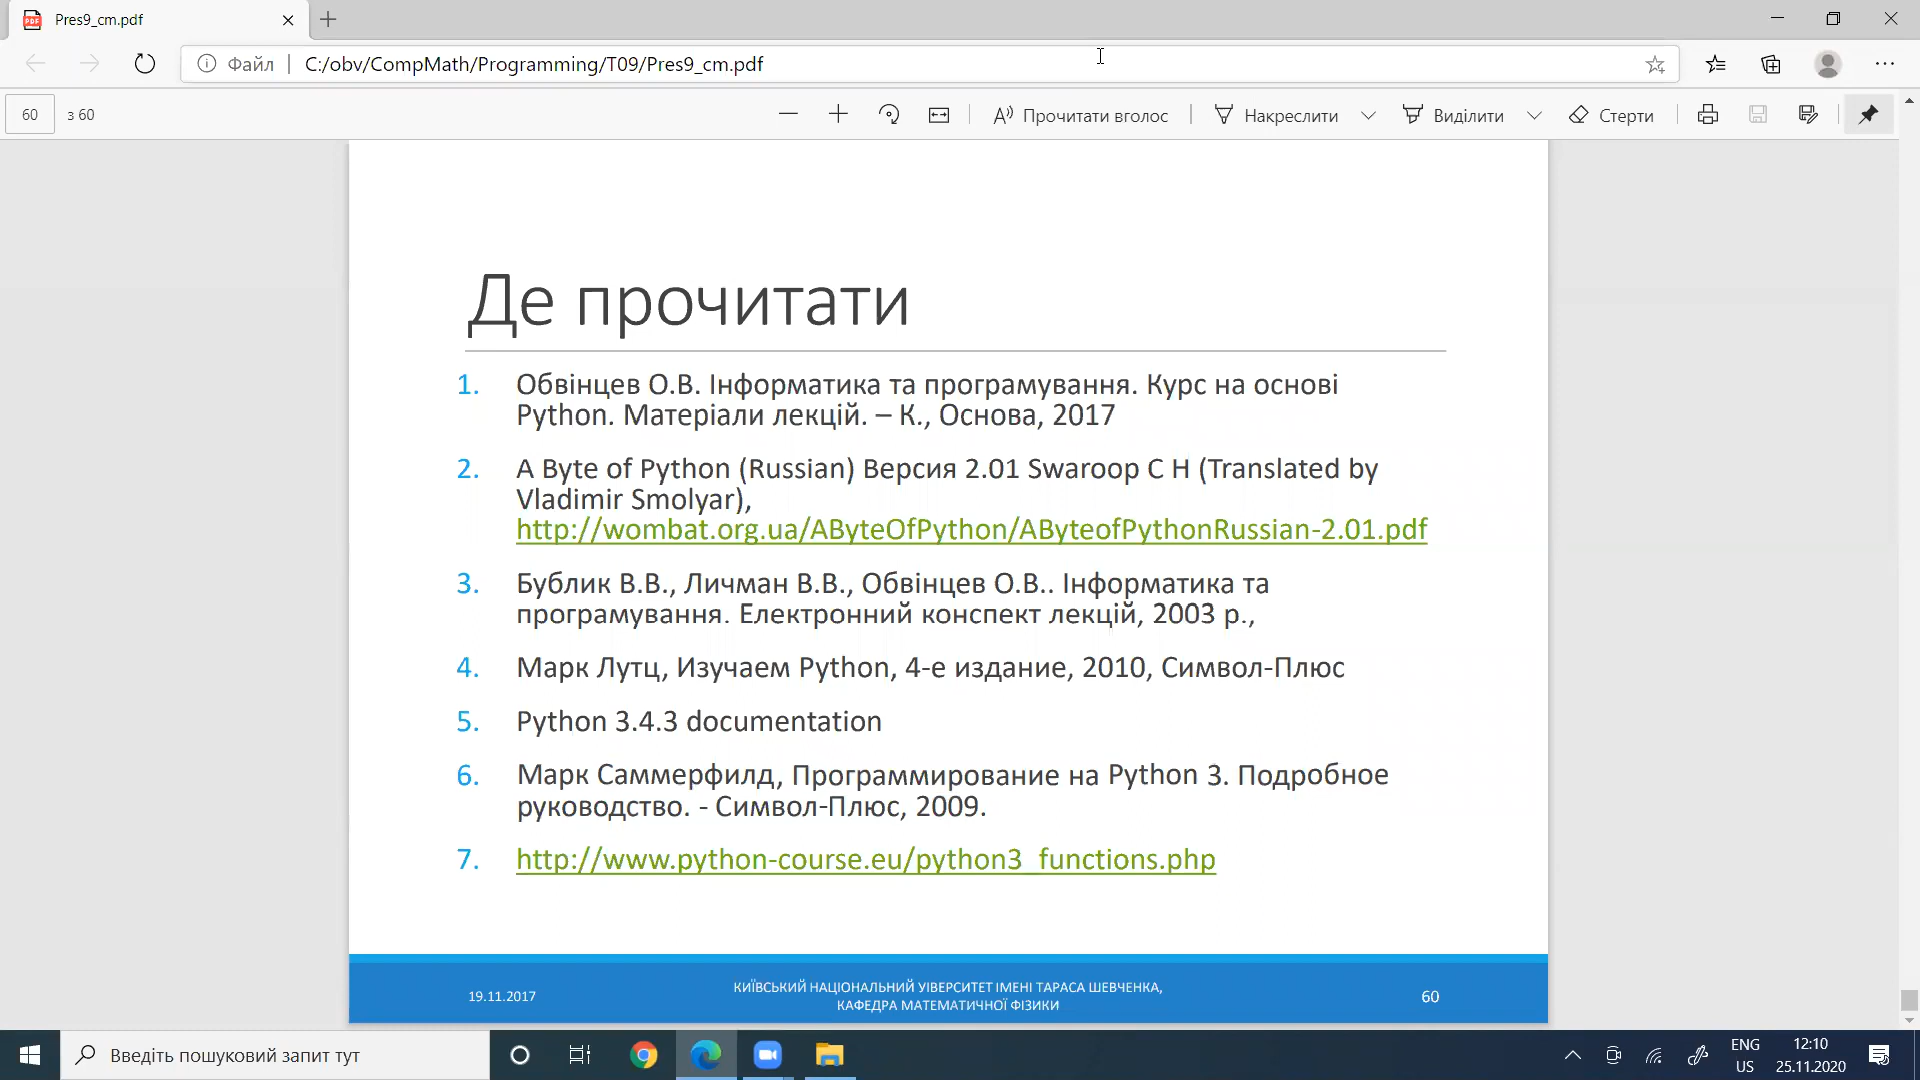 Pres9_cm.pdf
Файл | C:/obv/CompMath/Programming/T09/Pres9_cm.pdf
60 з 60 Прочитати вголос Накреслити Виділити Стерти
Де прочитати
1. Обвінцев О.В. Інформатика та програмування. Курс на основі
Python. Матеріали лекцій. – К., Основа, 2017
2. A Byte of Python (Russian) Версия 2.01 Swaroop C H (Translated by
Vladimir Smolyar),
http://wombat.org.ua/AByteOfPython/AByteofPythonRussian-2.01.pdf
3. Бублик В.В., Личман В.В., Обвінцев О.В.. Інформатика та
програмування. Електронний конспект лекцій, 2003 р.,
4. Марк Лутц, Изучаем Python, 4-е издание, 2010, Символ-Плюс
5. Python 3.4.3 documentation
6. Марк Саммерфилд, Программирование на Python 3. Подробное
руководство. - Символ-Плюс, 2009.
7. http://www.python-course.eu/python3_functions.php
19.11.2017
КИЇВСЬКИЙ НАЦІОНАЛЬНИЙ УІВЕРСИТЕТ ІМЕНІ ТАРАСА ШЕВЧЕНКА,
КАФЕДРА МАТЕМАТИЧНОЇ ФІЗИКИ
60
Введіть пошуковий запит тут
ENG
US
12:10
25.11.2020